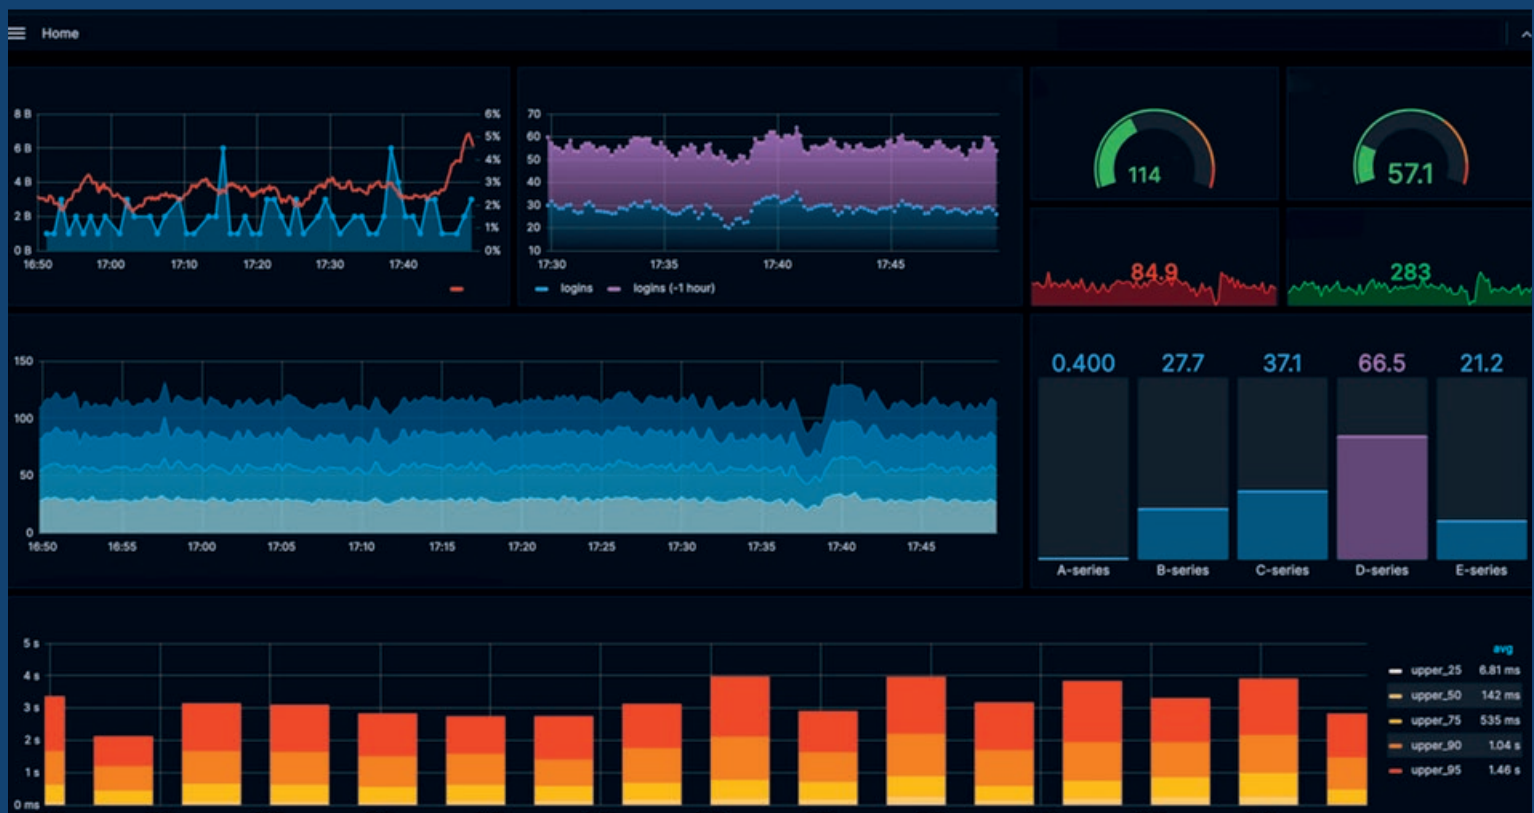 Home
8 B
6 B
4 B
2 B
0 B
6%
5%
4%
3%
2%
1%
0%
16:50 17:00 17:10 17:20 17:30 17:40
70
60
50
40
30
20
10
17:30 17:35 17:40 17:45
logins logins (-1 hour)
114
57.1
84.9
283
150
100
50
0
16:50 16:55 17:00 17:05 17:10 17:15 17:20 17:25 17:30 17:35 17:40 17:45
0.400 27.7 37.1 66.5 21.2
A-series B-series C-series D-series E-series
5 s
4 s
3 s
2 s
1 s
0 ms
avg
upper_25 6.81 ms
upper_50 142 ms
upper_75 535 ms
upper_90 1.04 s
upper_95 1.46 s